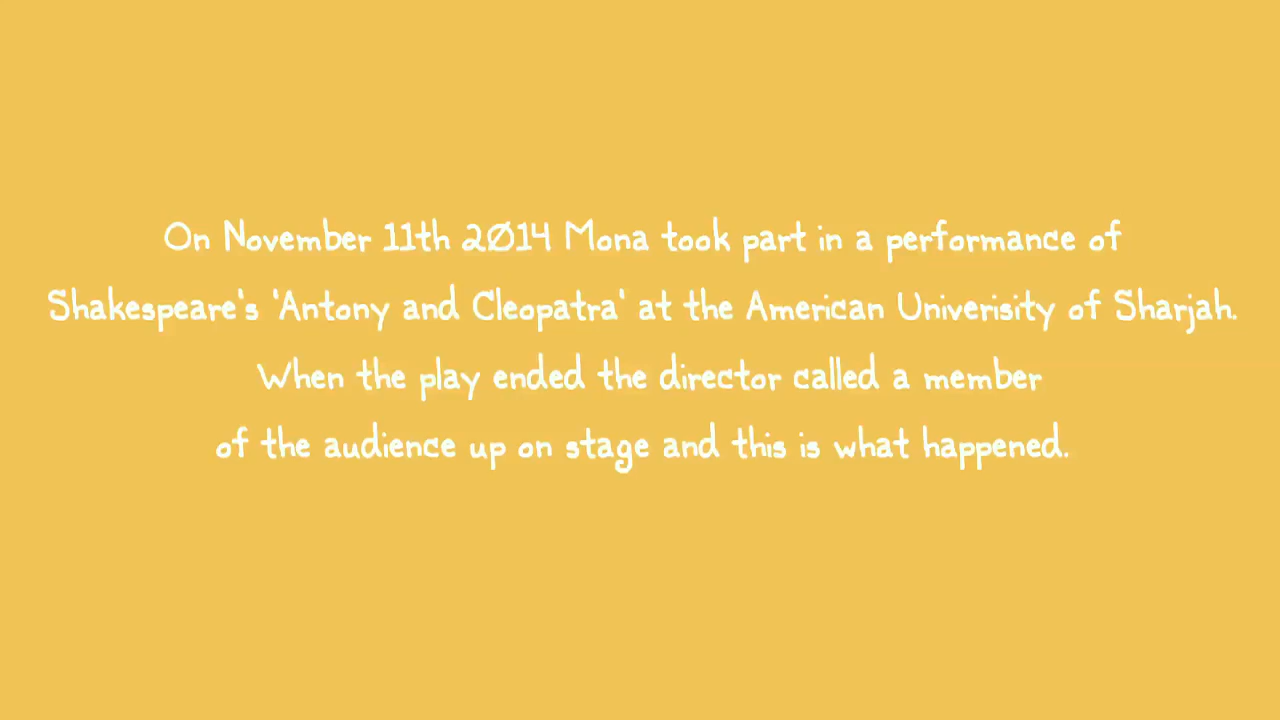 On November 11th 2014 Mona took part in a performance of
Shakespeare's 'Antony and Cleopatra' at the American Univerisity of Sharjah.
When the play ended the director called a member
of the audience up on stage and this is what happened.